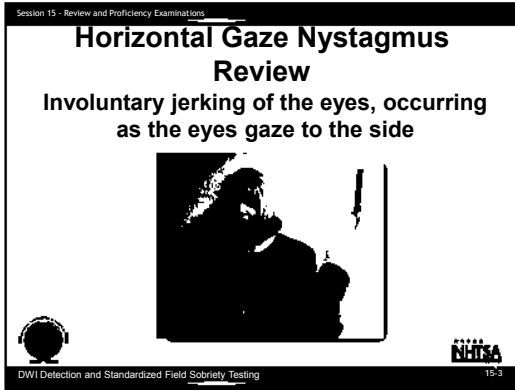 Session 15 - Review and Proficiency Examinations
Horizontal Gaze Nystagmus
Review
Involuntary jerking of the eyes, occurring
as the eyes gaze to the side
NHTSA
DWI Detection and Standardized Field Sobriety Testing
15-3